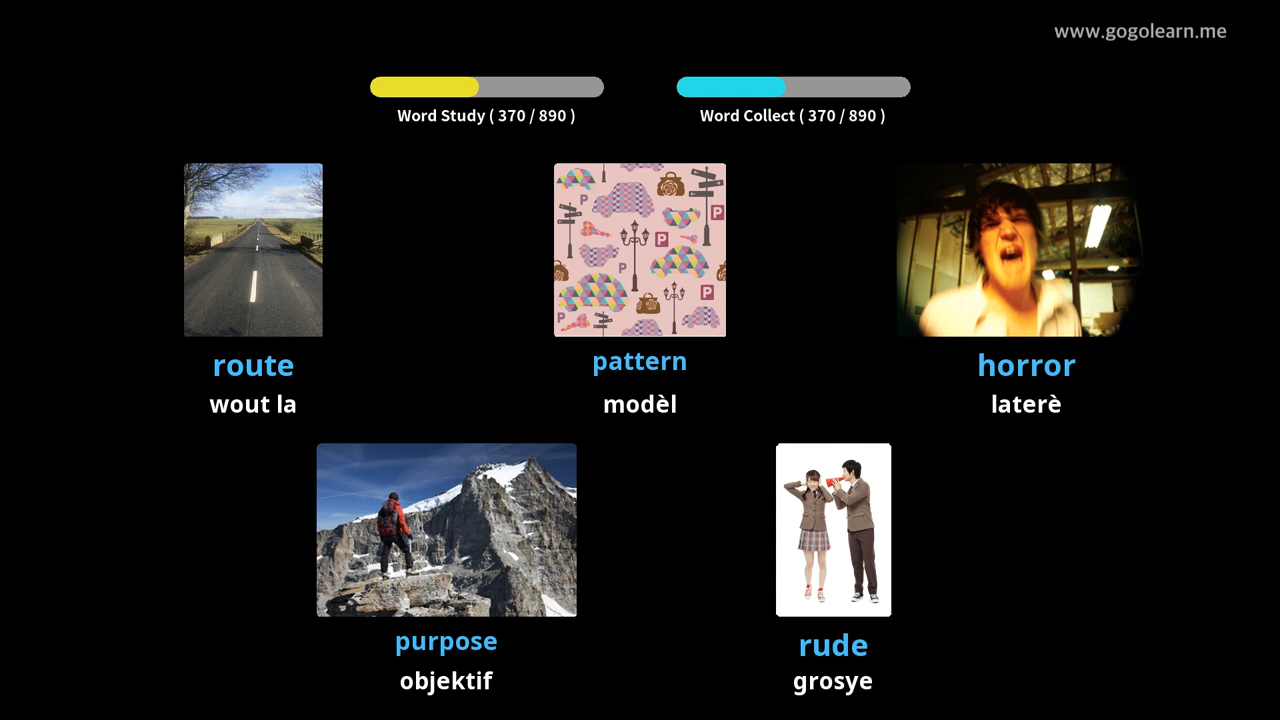 www.gogolearn.me
Word Study ( 370 / 890 )
Word Collect ( 370 / 890 )
P
P
P
P
P
P
route
pattern
horror
wout la
modèl
laterè
purpose
rude
objektif
grosye